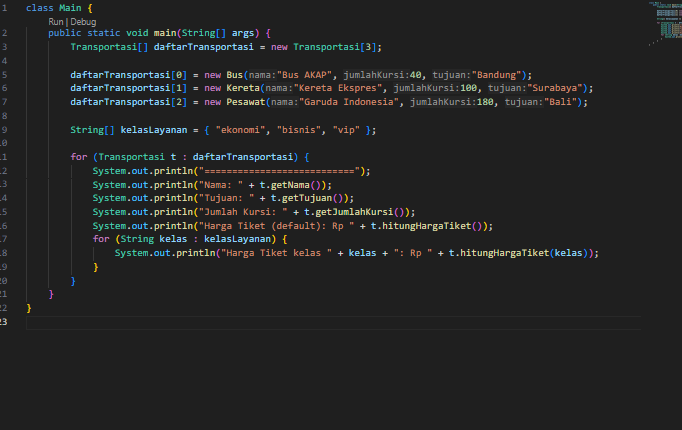 1 class Main {
Run | Debug
2 public static void main(String[] args) {
3 Transportasi[] daftarTransportasi = new Transportasi[3];
4
5 daftarTransportasi[0] = new Bus(nama:"Bus AKAP", jumlahKursi:40, tujuan:"Bandung");
6 daftarTransportasi[1] = new Kereta(nama:"Kereta Ekspres", jumlahKursi:100, tujuan:"Surabaya");
7 daftarTransportasi[2] = new Pesawat(nama:"Garuda Indonesia", jumlahKursi:180, tujuan:"Bali");
8
9 String[] kelasLayanan = { "ekonomi", "bisnis", "vip" };
10
11 for (Transportasi t : daftarTransportasi) {
12 System.out.println("===========================");
13 System.out.println("Nama: " + t.getNama());
14 System.out.println("Tujuan: " + t.getTujuan());
15 System.out.println("Jumlah Kursi: " + t.getJumlahKursi());
16 System.out.println("Harga Tiket (default): Rp " + t.hitungHargaTiket());
17 for (String kelas : kelasLayanan) {
18 System.out.println("Harga Tiket kelas " + kelas + ": Rp " + t.hitungHargaTiket(kelas));
19 }
20 }
21 }
22 }
23